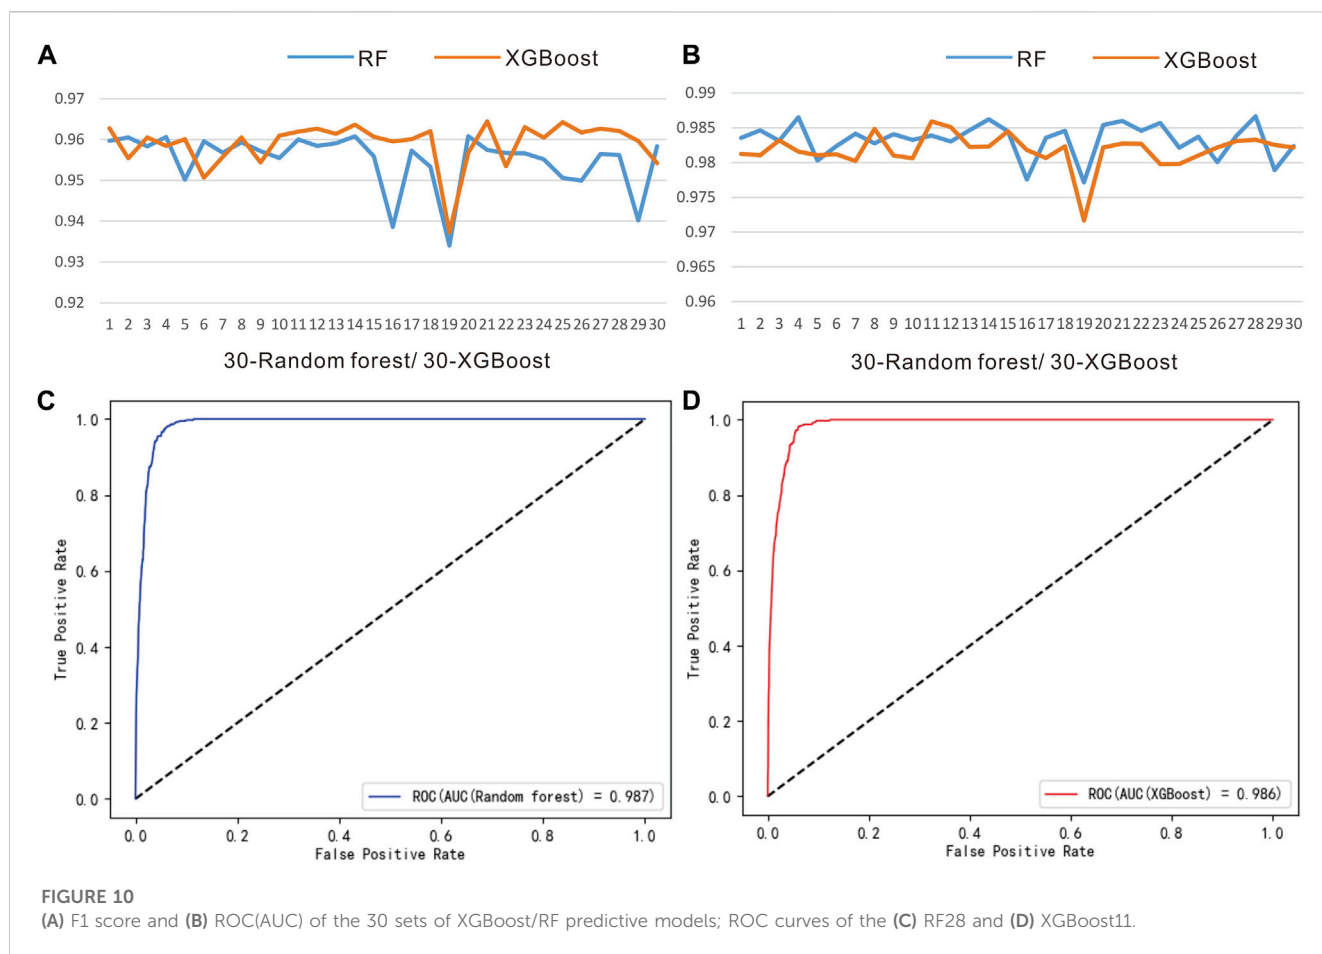 A
RF
XGBoost
0.97
0.96
0.95
0.94
0.93
0.92
1 2 3 4 5 6 7 8 9 10 11 12 13 14 15 16 17 18 19 20 21 22 23 24 25 26 27 28 29 30
30-Random forest/ 30-XGBoost
B
RF
XGBoost
0.99
0.985
0.98
0.975
0.97
0.965
0.96
1 2 3 4 5 6 7 8 9 10 11 12 13 14 15 16 17 18 19 20 21 22 23 24 25 26 27 28 29 30
30-Random forest/ 30-XGBoost
C
True Positive Rate
1.0
0.8
0.6
0.4
0.2
0.0
ROC(AUC(Random forest) = 0.987)
0.0 0.2 0.4 0.6 0.8 1.0
False Positive Rate
D
True Positive Rate
1.0
0.8
0.6
0.4
0.2
0.0
ROC(AUC(XGBoost) = 0.986)
0.0 0.2 0.4 0.6 0.8 1.0
False Positive Rate
FIGURE 10
(A) F1 score and (B) ROC(AUC) of the 30 sets of XGBoost/RF predictive models; ROC curves of the (C) RF28 and (D) XGBoost11.